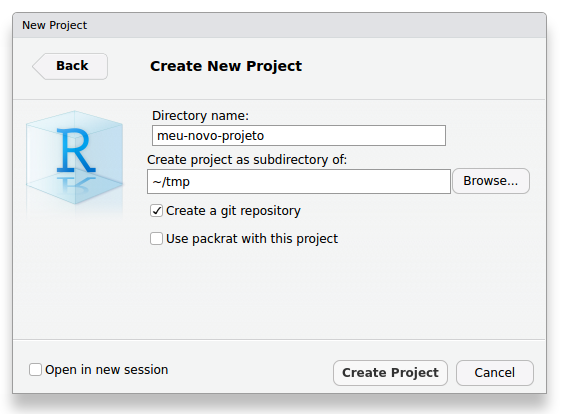 New Project
Back
Create New Project
R
Directory name:
meu-novo-projeto
Create project as subdirectory of:
~/tmp
Browse...
Create a git repository
Use packrat with this project
Open in new session
Create Project
Cancel